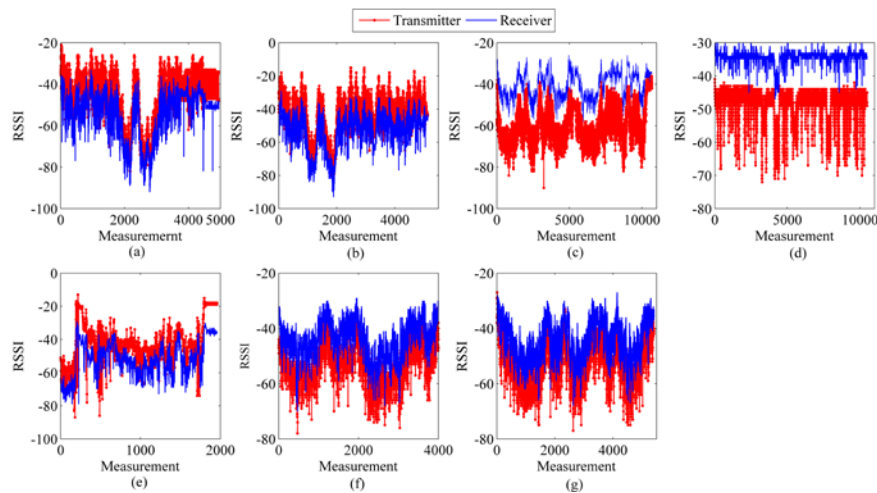 Transmitter Receiver
-20
-40
-60
-80
-100
RSSI
0 2000 4000 5000
Measuremernt
(a)
0
-20
-40
-60
-80
-100
RSSI
0 2000 4000
Measurement
(b)
-20
-40
-60
-80
-100
RSSI
0 5000 10000
Measurement
(c)
-30
-40
-50
-60
-70
-80
RSSI
0 5000 10000
Measurement
(d)
0
-20
-40
-60
-80
-100
RSSI
0 1000 2000
Measurement
(e)
-20
-40
-60
-80
RSSI
0 2000 4000
Measurement
(f)
-20
-40
-60
-80
RSSI
0 2000 4000
Measurement
(g)